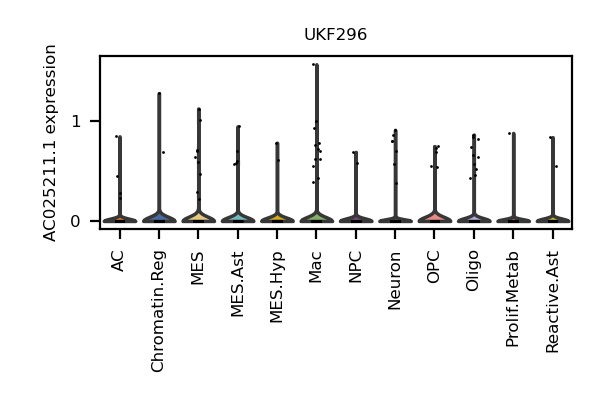 UKF296
AC025211.1 expression
1
0
AC
Chromatin.Reg
MES
MES.Ast
MES.Hyp
Mac
NPC
Neuron
OPC
Oligo
Prolif.Metab
Reactive.Ast